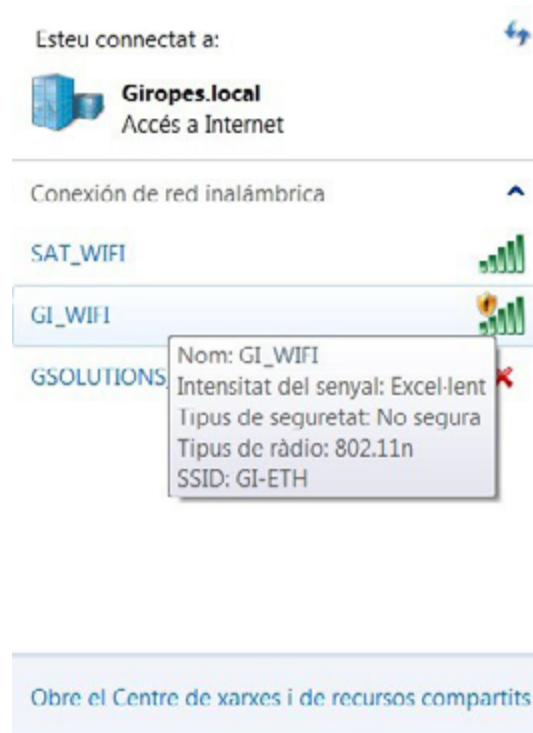 Esteu connectat a:
Giropes.local
Accés a Internet
Conexión de red inalámbrica
SAT_WIFI
GI_WIFI
GSOLUTIONS_
Nom: GI_WIFI
Intensitat del senyal: Excel·lent
Tipus de seguretat: No segura
Tipus de ràdio: 802.11n
SSID: GI-ETH
Obre el Centre de xarxes i de recursos compartits